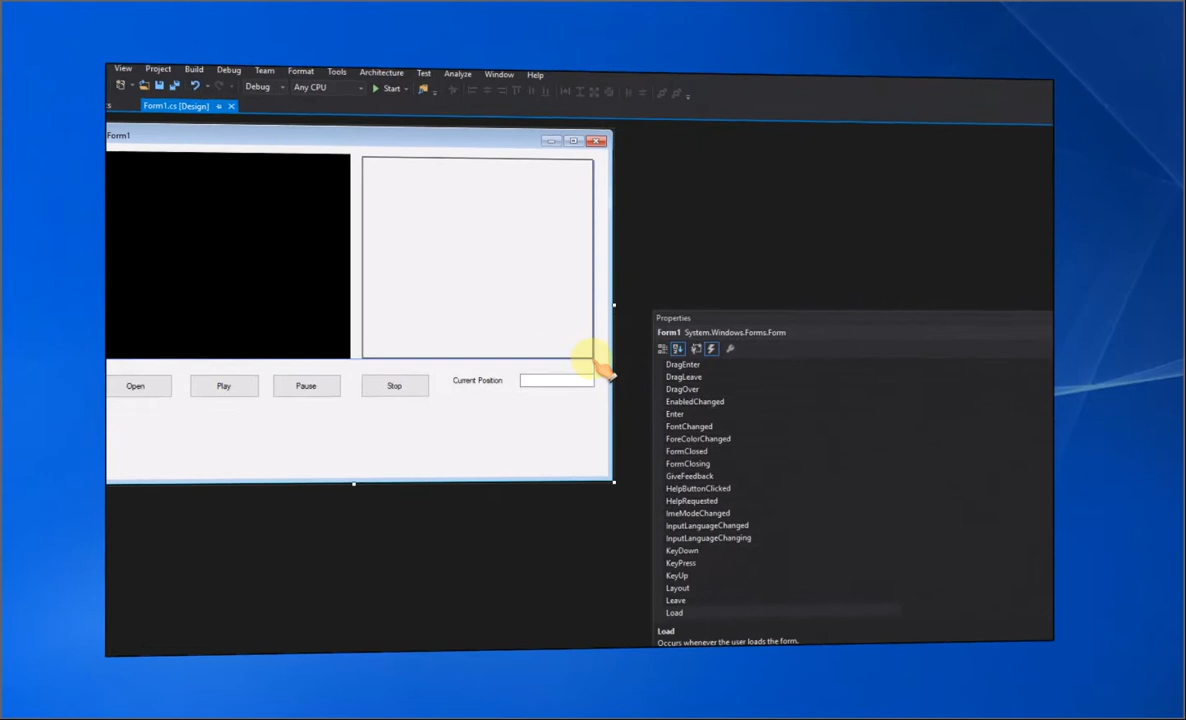 View Project Build Debug Team Format Tools Architecture Test Analyze Window Help
Debug Any CPU Start
Form1.cs [Design]
Form1
Open Play Pause Stop Current Position
Properties
Form1 System.Windows.Forms.Form
DragEnter
DragLeave
DragOver
EnabledChanged
Enter
FontChanged
ForeColorChanged
FormClosed
FormClosing
GiveFeedback
HelpButtonClicked
HelpRequested
ImeModeChanged
InputLanguageChanged
InputLanguageChanging
KeyDown
KeyPress
KeyUp
Layout
Leave
Load
Load
Occurs whenever the user loads the form.